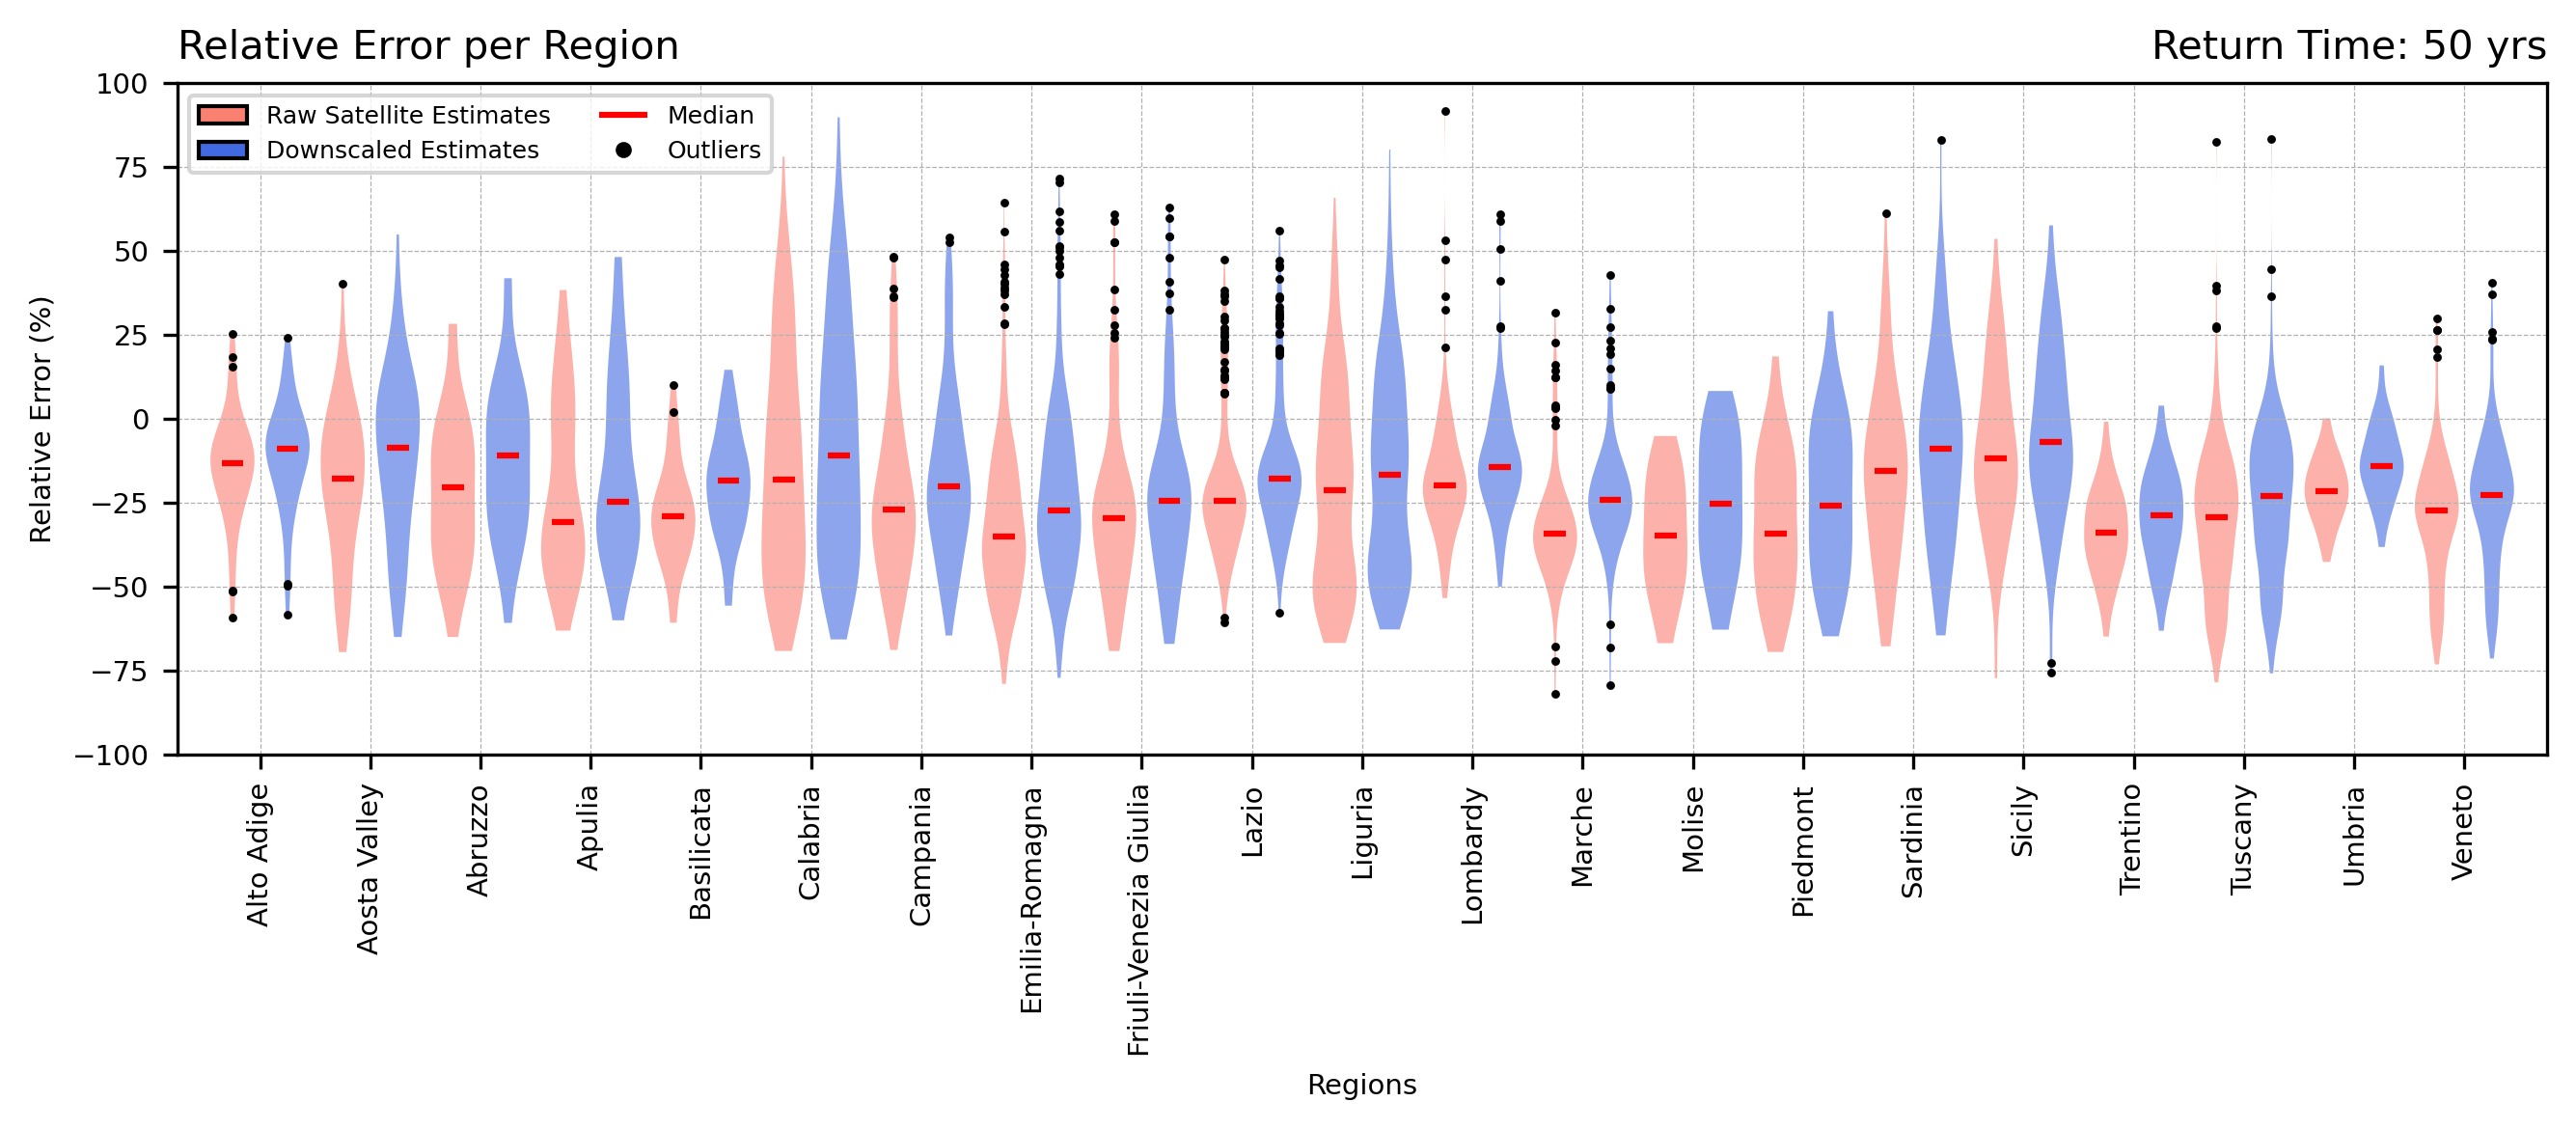 Relative Error per Region
Return Time: 50 yrs
Raw Satellite Estimates
Downscaled Estimates
Median
Outliers
Relative Error (%)
100
75
50
25
0
−25
−50
−75
−100
Alto Adige
Aosta Valley
Abruzzo
Apulia
Basilicata
Calabria
Campania
Emilia-Romagna
Friuli-Venezia Giulia
Lazio
Liguria
Lombardy
Marche
Molise
Piedmont
Sardinia
Sicily
Trentino
Tuscany
Umbria
Veneto
Regions